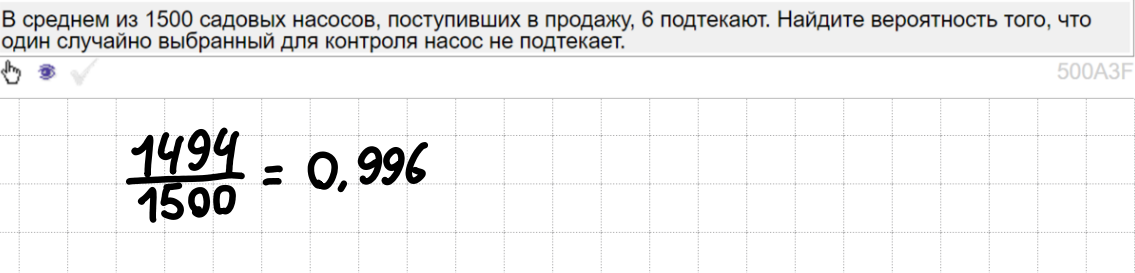 В среднем из 1500 садовых насосов, поступивших в продажу, 6 подтекают. Найдите вероятность того, что
один случайно выбранный для контроля насос не подтекает.
500A3F
1494
1500 = 0,996